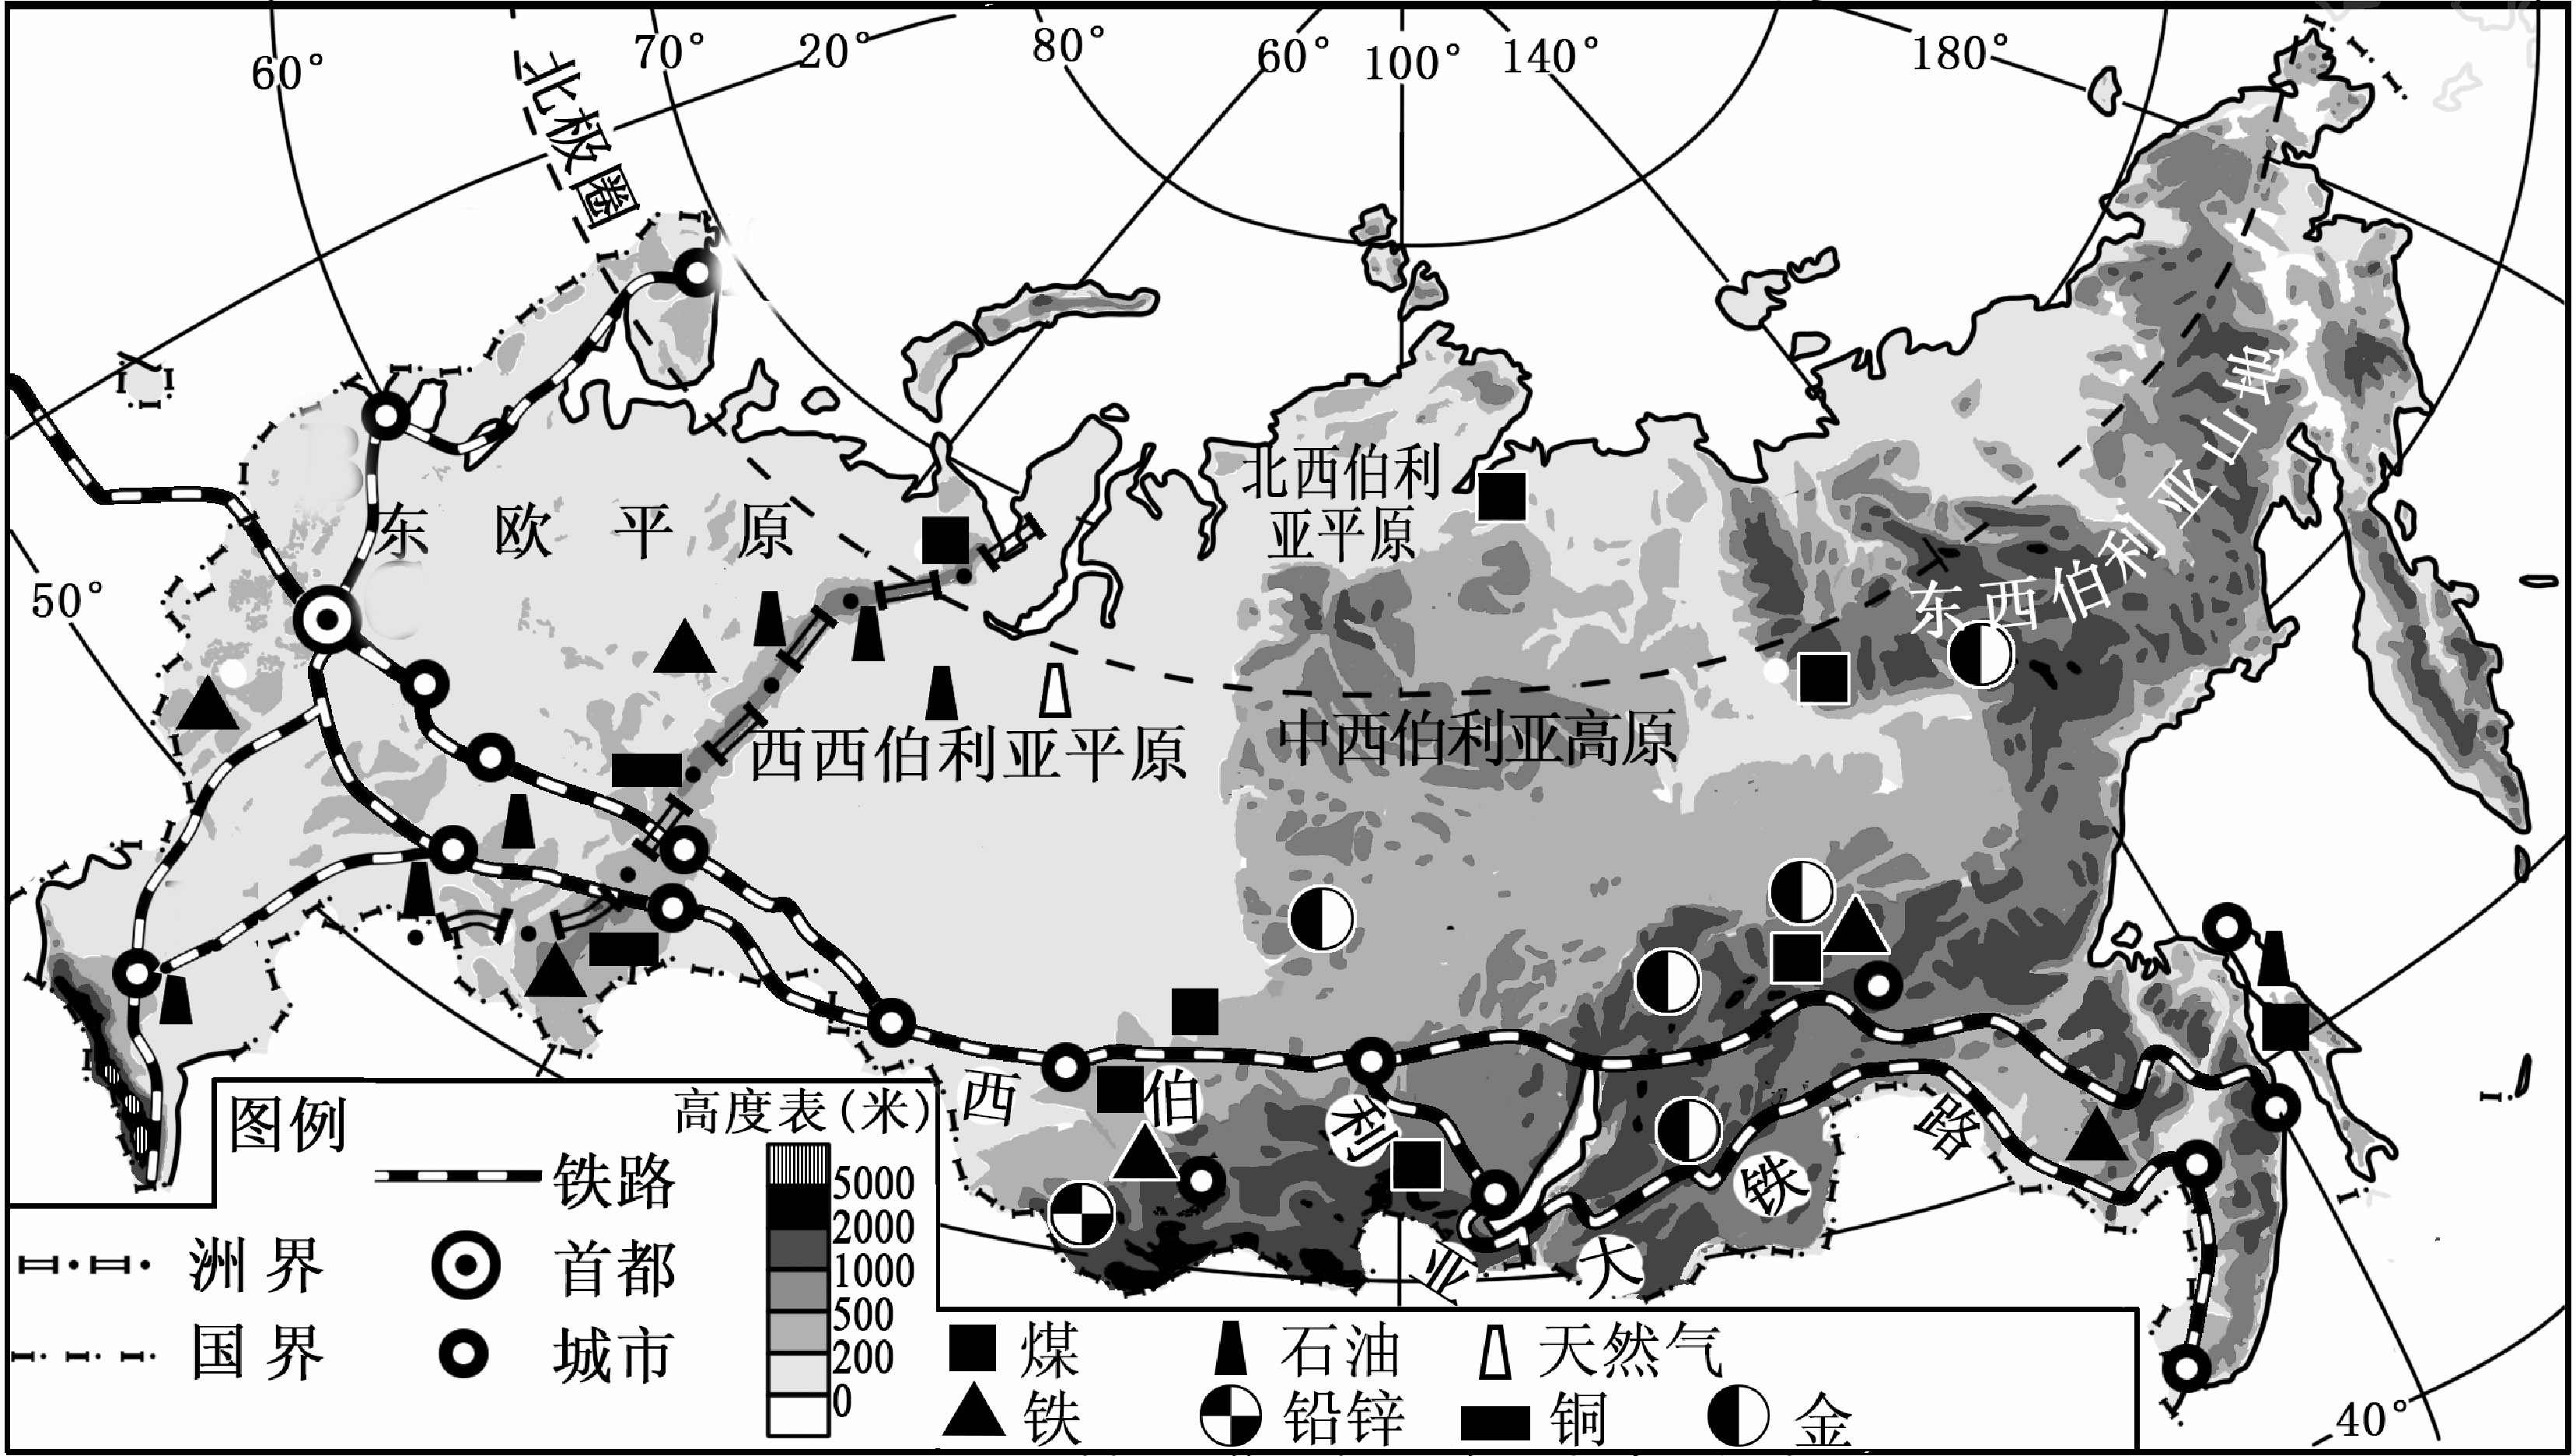 60°
70°
20°
80°
60°
100°
140°
180°
北极圈
50°
东欧平原
北西伯利
亚平原
西西伯利亚平原
中西伯利亚高原
东西伯利亚山地
西伯利亚大铁路
图例
铁路
洲界
首都
国界
城市
高度表(米)
5000
2000
1000
500
200
0
煤
石油
天然气
铁
铅锌
铜
金
40°